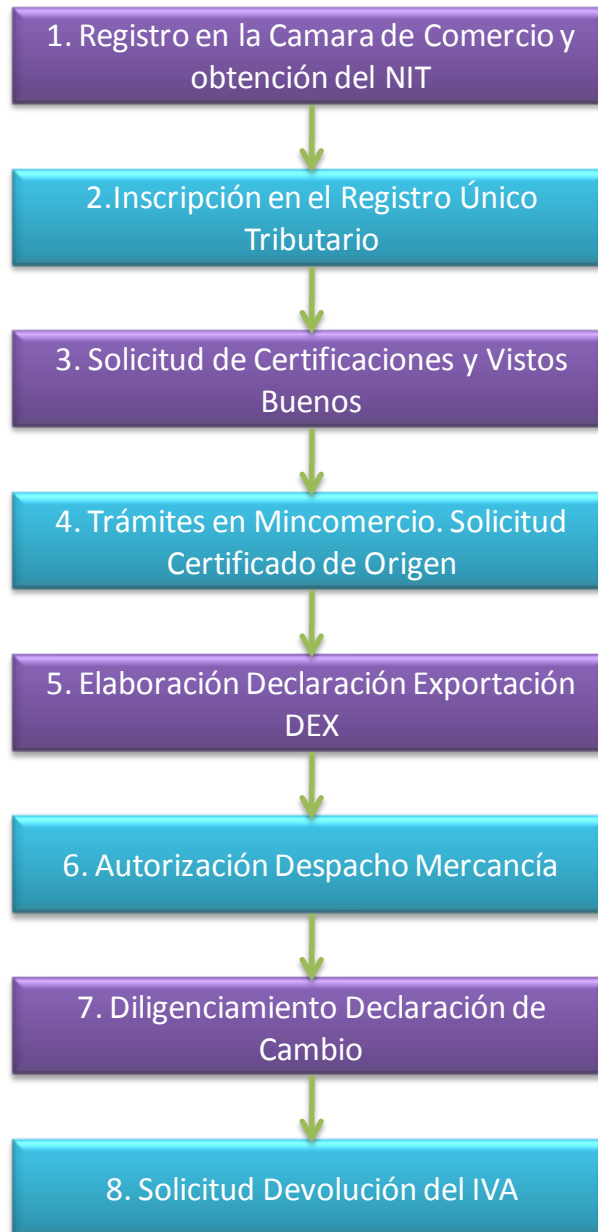 1. Registro en la Camara de Comercio y
obtención del NIT
2.Inscripción en el Registro Único
Tributario
3. Solicitud de Certificaciones y Vistos
Buenos
4. Trámites en Mincomercio. Solicitud
Certificado de Origen
5. Elaboración Declaración Exportación
DEX
6. Autorización Despacho Mercancía
7. Diligenciamiento Declaración de
Cambio
8. Solicitud Devolución del IVA